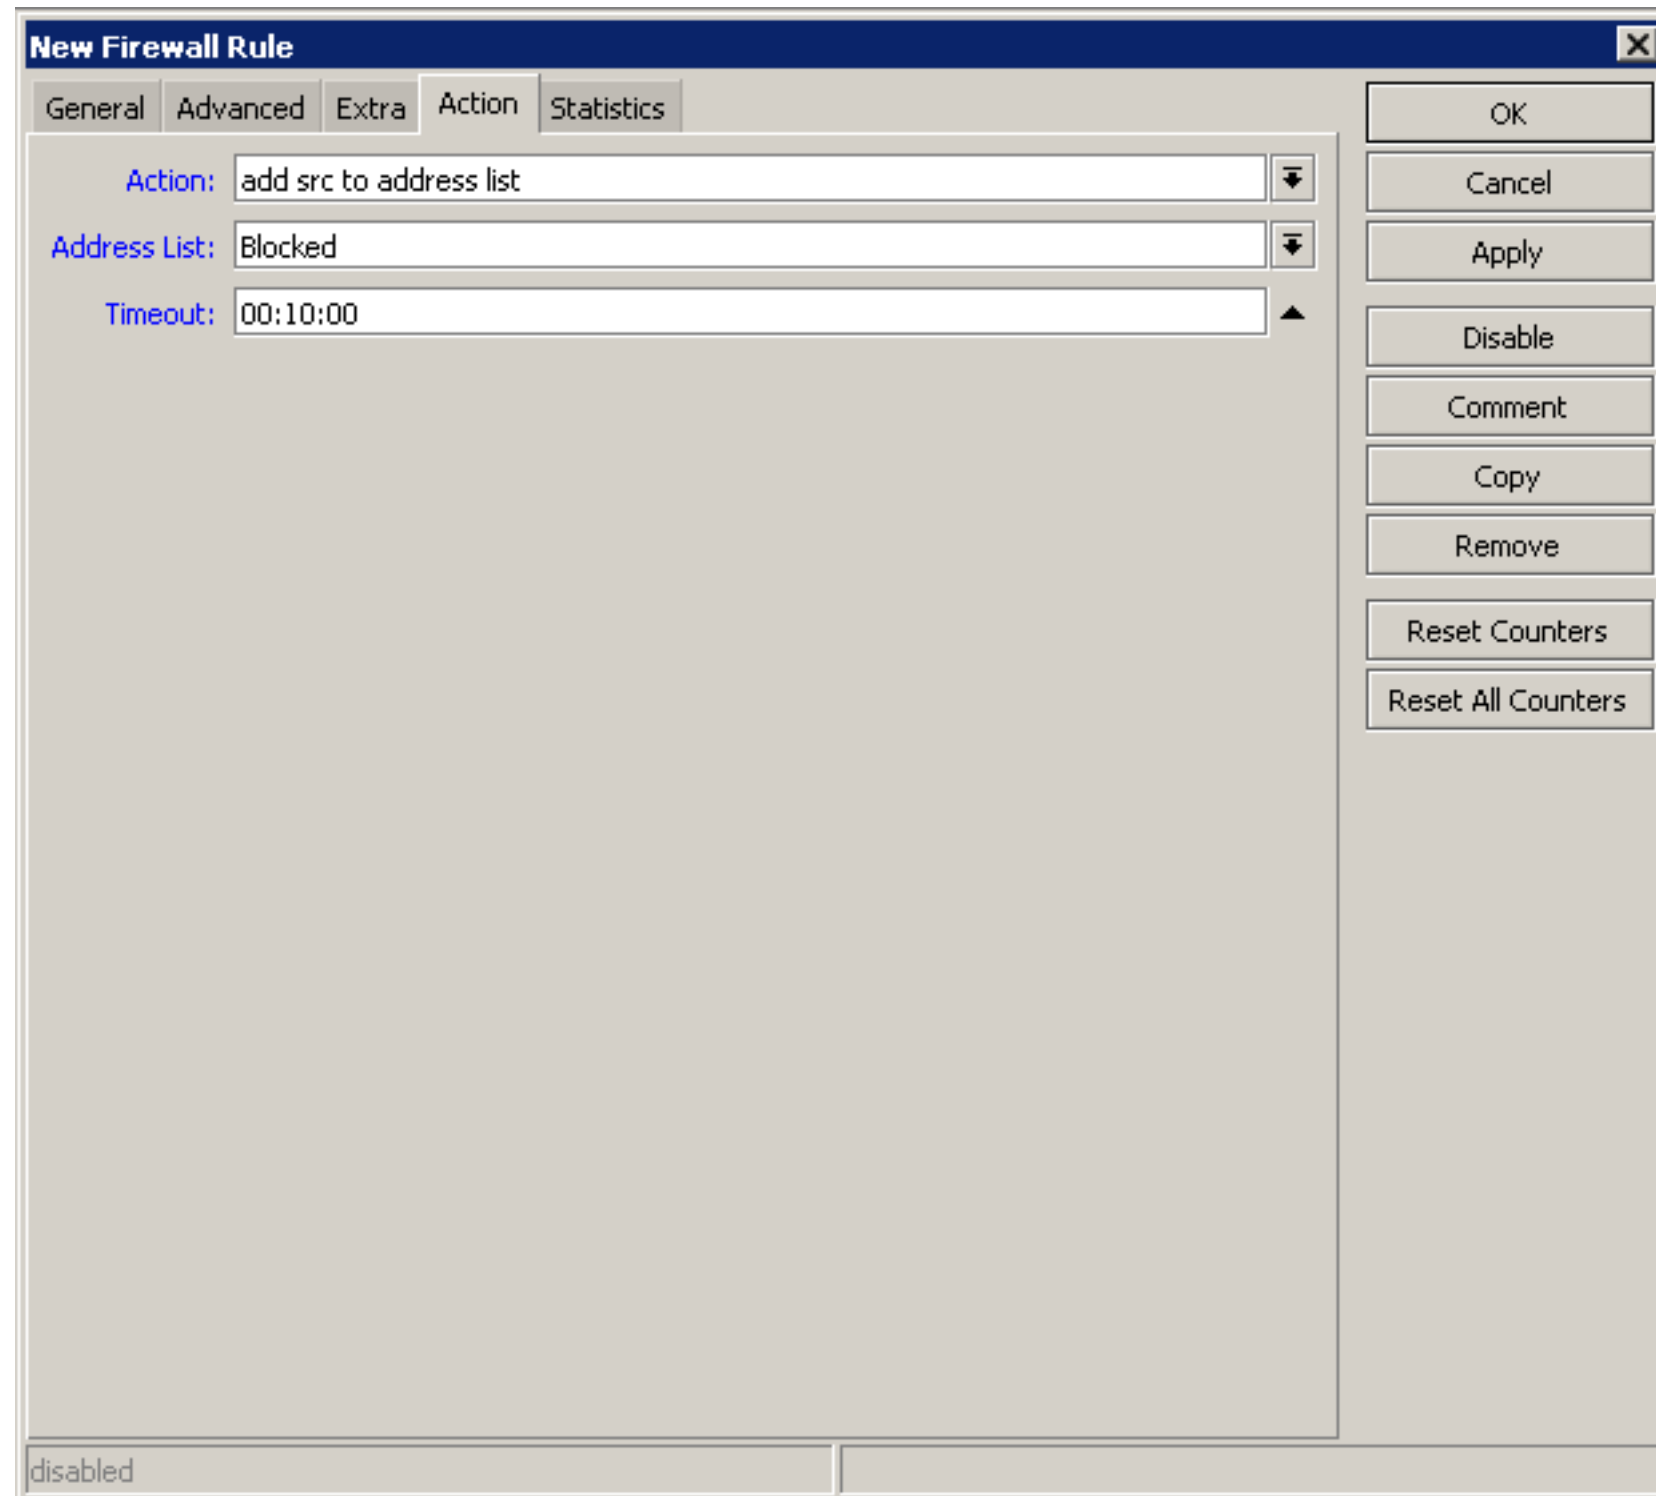 New Firewall Rule
General Advanced Extra Action Statistics
Action: add src to address list
Address List: Blocked
Timeout: 00:10:00
OK
Cancel
Apply
Disable
Comment
Copy
Remove
Reset Counters
Reset All Counters
disabled